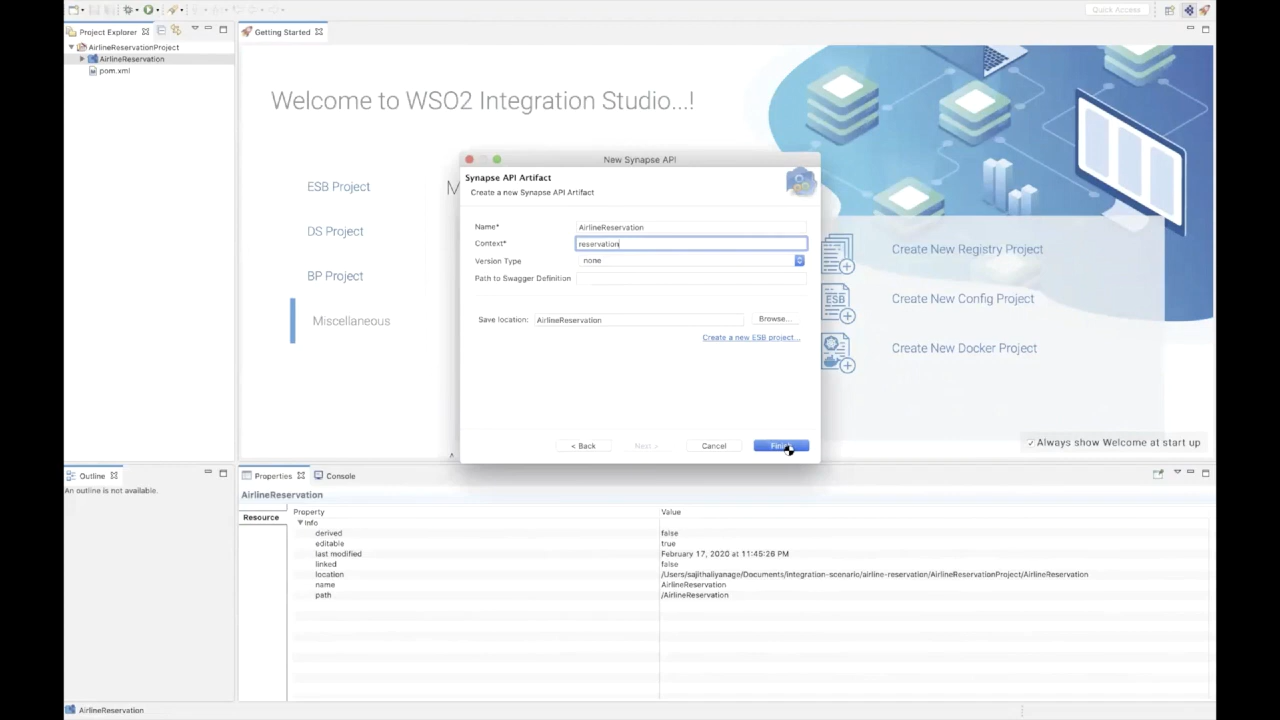 Quick Access
Project Explorer
Getting Started
AirlineReservationProject
AirlineReservation
pom.xml
Welcome to WSO2 Integration Studio...!
ESB Project
DS Project
BP Project
Miscellaneous
M
New Synapse API
Synapse API Artifact
Create a new Synapse API Artifact
Name* AirlineReservation
Context* reservation
Version Type none
Path to Swagger Definition
Save location: AirlineReservation Browse...
Create a new ESB project...
< Back Next > Cancel Finish
Create New Registry Project
ESB
Create New Config Project
Create New Docker Project
Always show Welcome at start up
Outline
An outline is not available.
Properties Console
AirlineReservation
Resource
Property Value
Info
derived false
editable true
last modified February 17, 2020 at 11:45:26 PM
linked false
location /Users/sajithaliyanage/Documents/integration-scenario/airline-reservation/AirlineReservationProject/AirlineReservation
name AirlineReservation
path /AirlineReservation
AirlineReservation